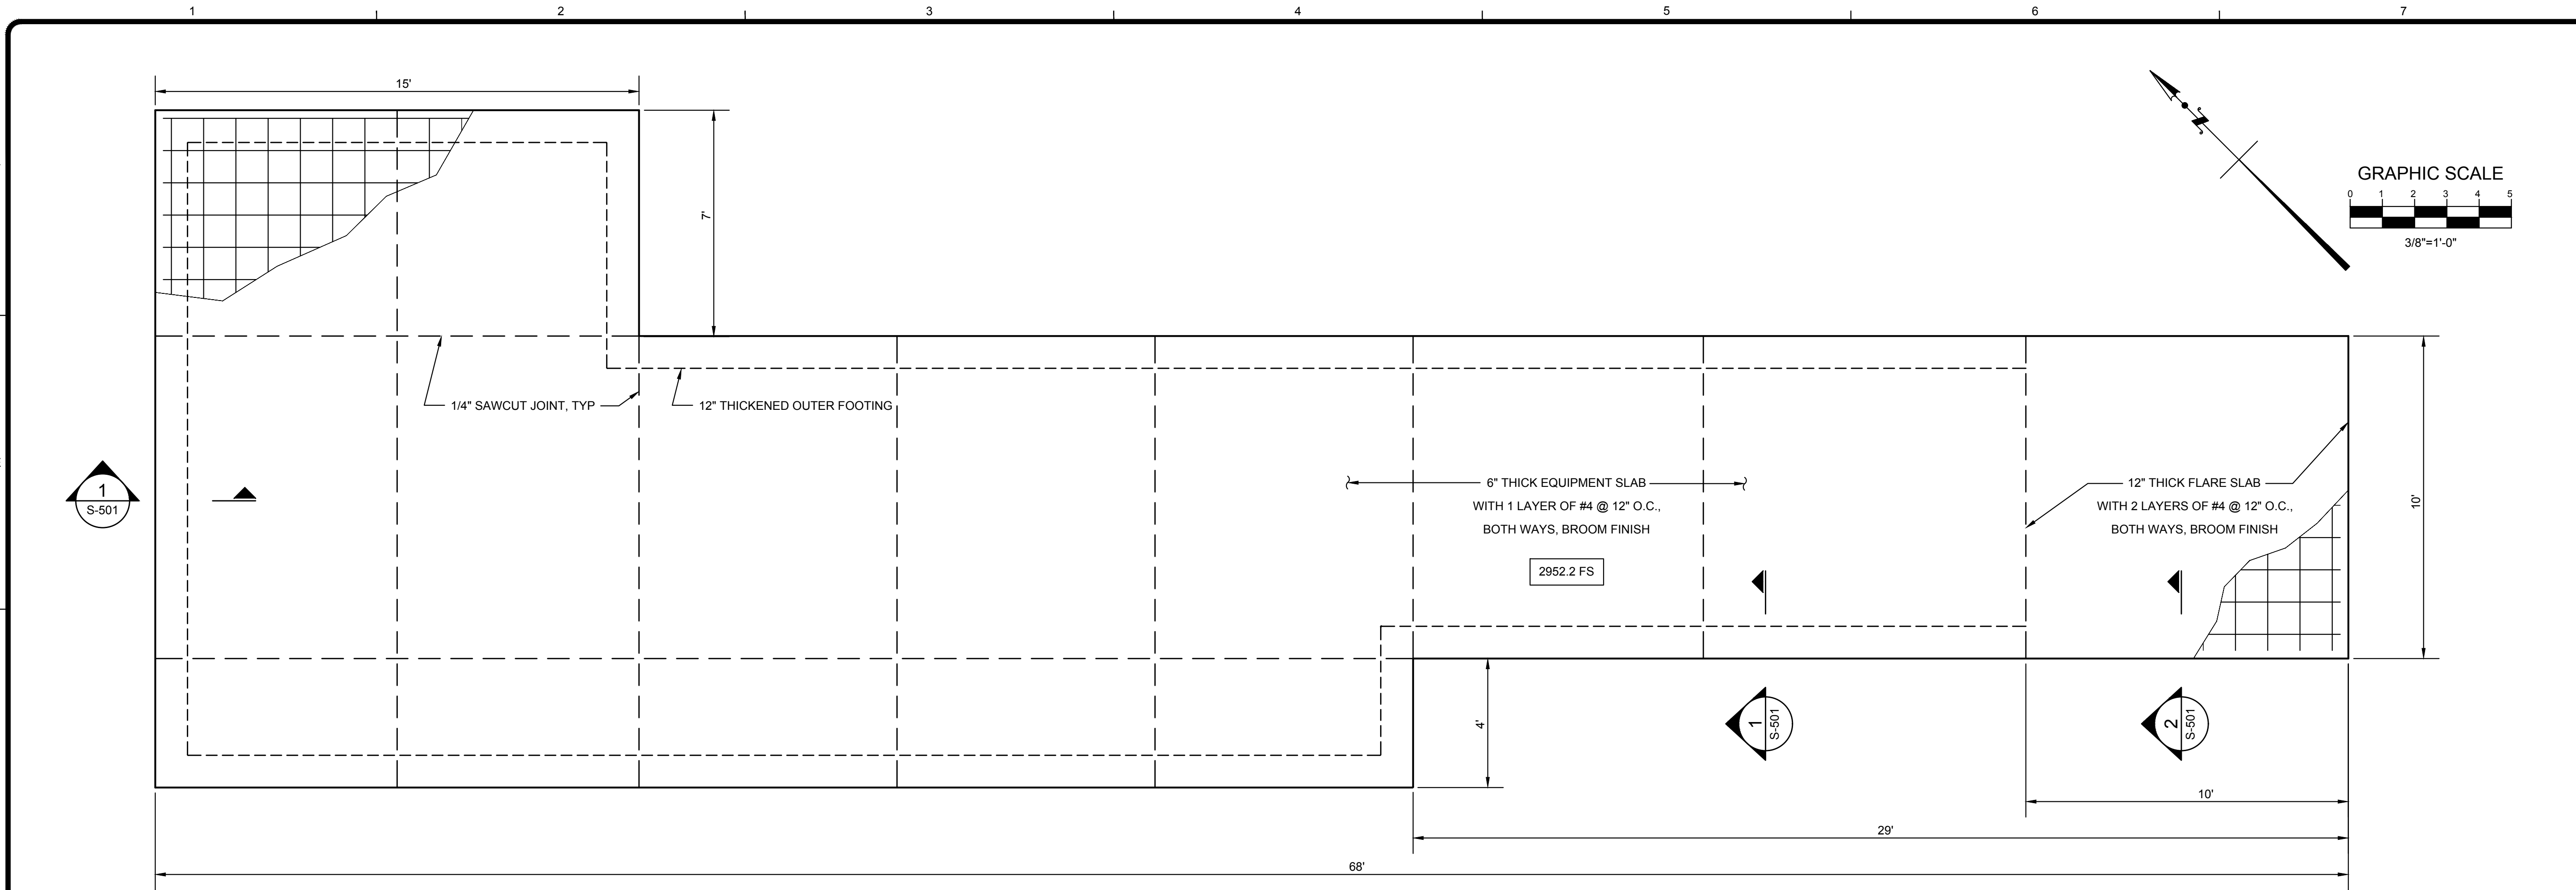 1 2 3 4 5 6 7
15'
7'
GRAPHIC SCALE
0 1 2 3 4 5
3/8"=1'-0"
N
1/4" SAWCUT JOINT, TYP
12" THICKENED OUTER FOOTING
1
S-501
6" THICK EQUIPMENT SLAB
WITH 1 LAYER OF #4 @ 12" O.C.,
BOTH WAYS, BROOM FINISH
2952.2 FS
12" THICK FLARE SLAB
WITH 2 LAYERS OF #4 @ 12" O.C.,
BOTH WAYS, BROOM FINISH
10'
4'
1
S-501
2
S-501
10'
29'
68'